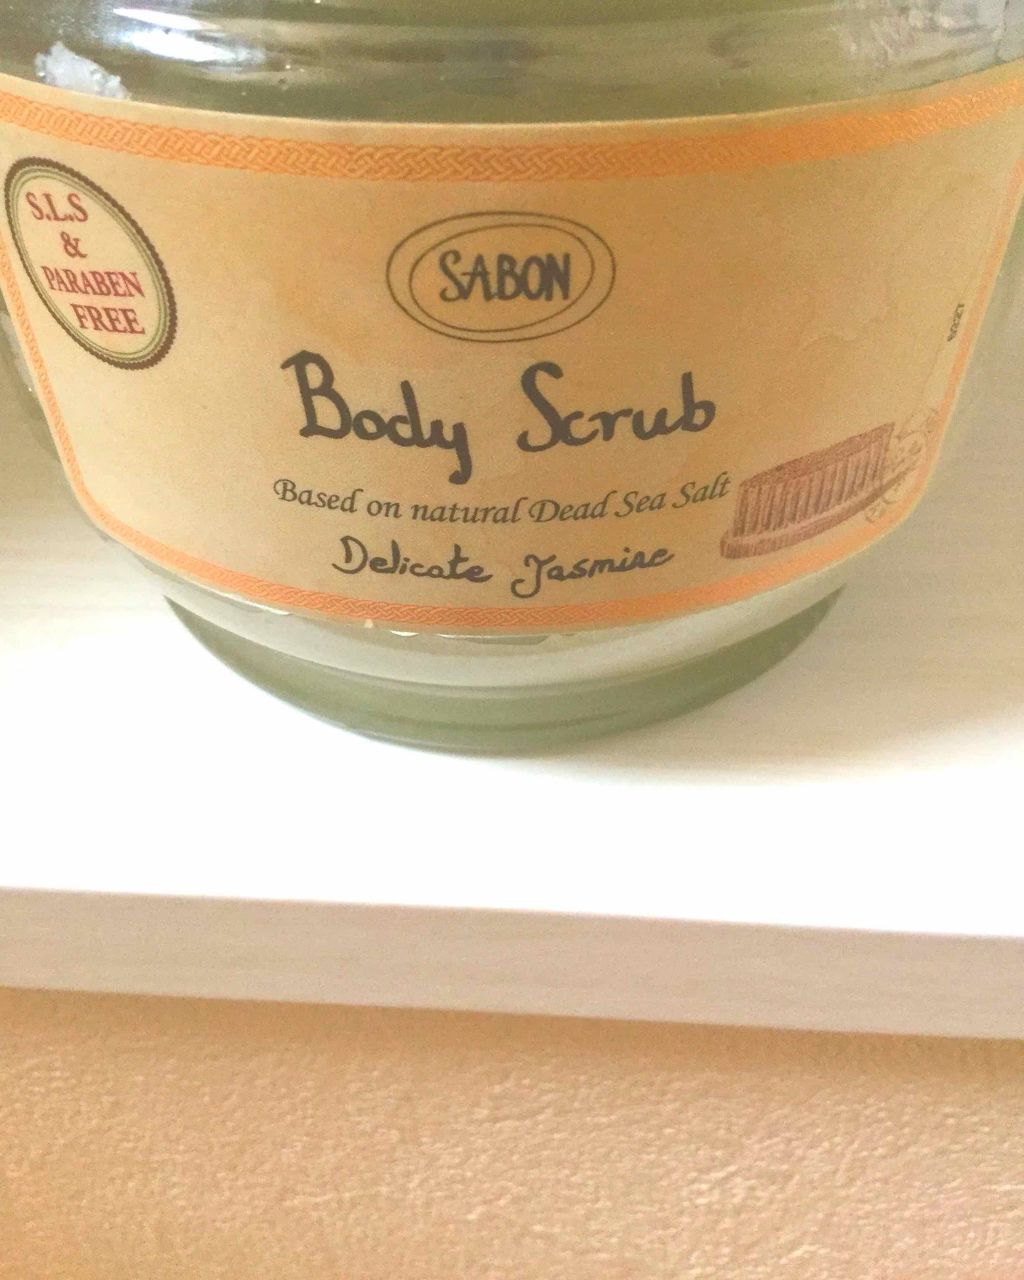 S.L.S
&
PARABEN
FREE
SABON
Body Scrub
Based on natural Dead Sea Salt
Delicate Jasmine